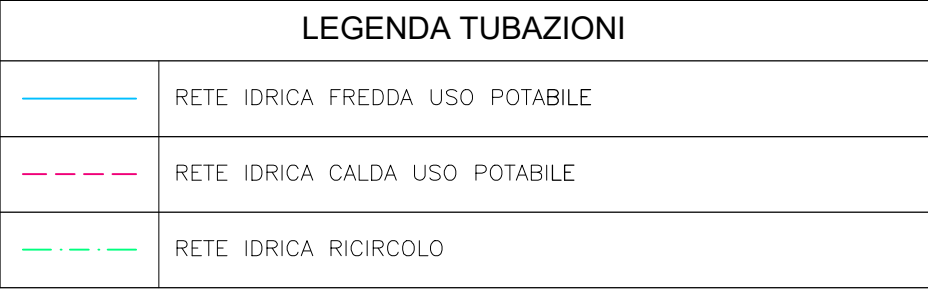 LEGENDA TUBAZIONI
RETE IDRICA FREDDA USO POTABILE
RETE IDRICA CALDA USO POTABILE
RETE IDRICA RICIRCOLO